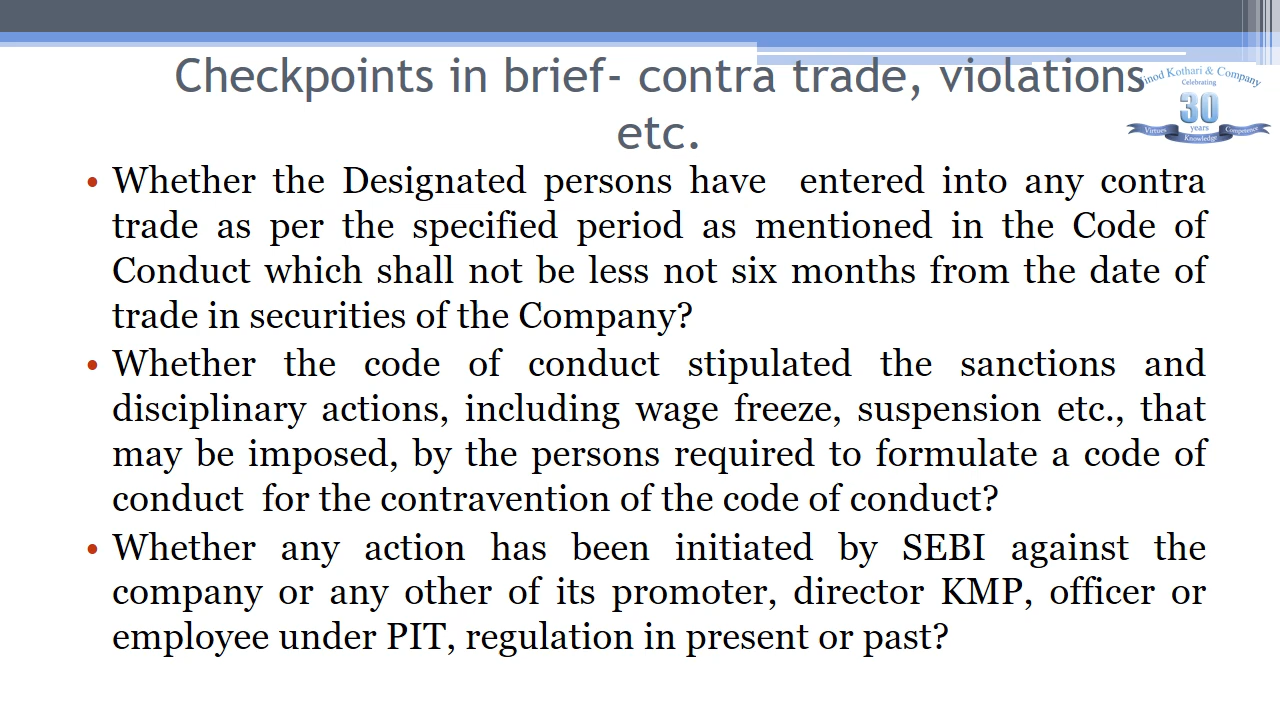 Checkpoints in brief- contra trade, violations
etc.
Vinod Kothari & Company
Celebrating
30
years
Virtues
Knowledge
Competence
• Whether the Designated persons have entered into any contra
trade as per the specified period as mentioned in the Code of
Conduct which shall not be less not six months from the date of
trade in securities of the Company?
• Whether the code of conduct stipulated the sanctions and
disciplinary actions, including wage freeze, suspension etc., that
may be imposed, by the persons required to formulate a code of
conduct for the contravention of the code of conduct?
• Whether any action has been initiated by SEBI against the
company or any other of its promoter, director KMP, officer or
employee under PIT, regulation in present or past?